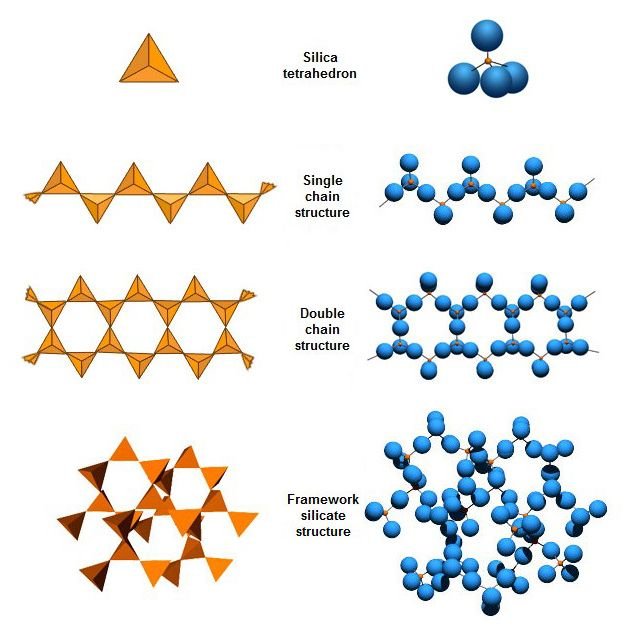 Silica
tetrahedron
Single
chain
structure
Double
chain
structure
Framework
silicate
structure